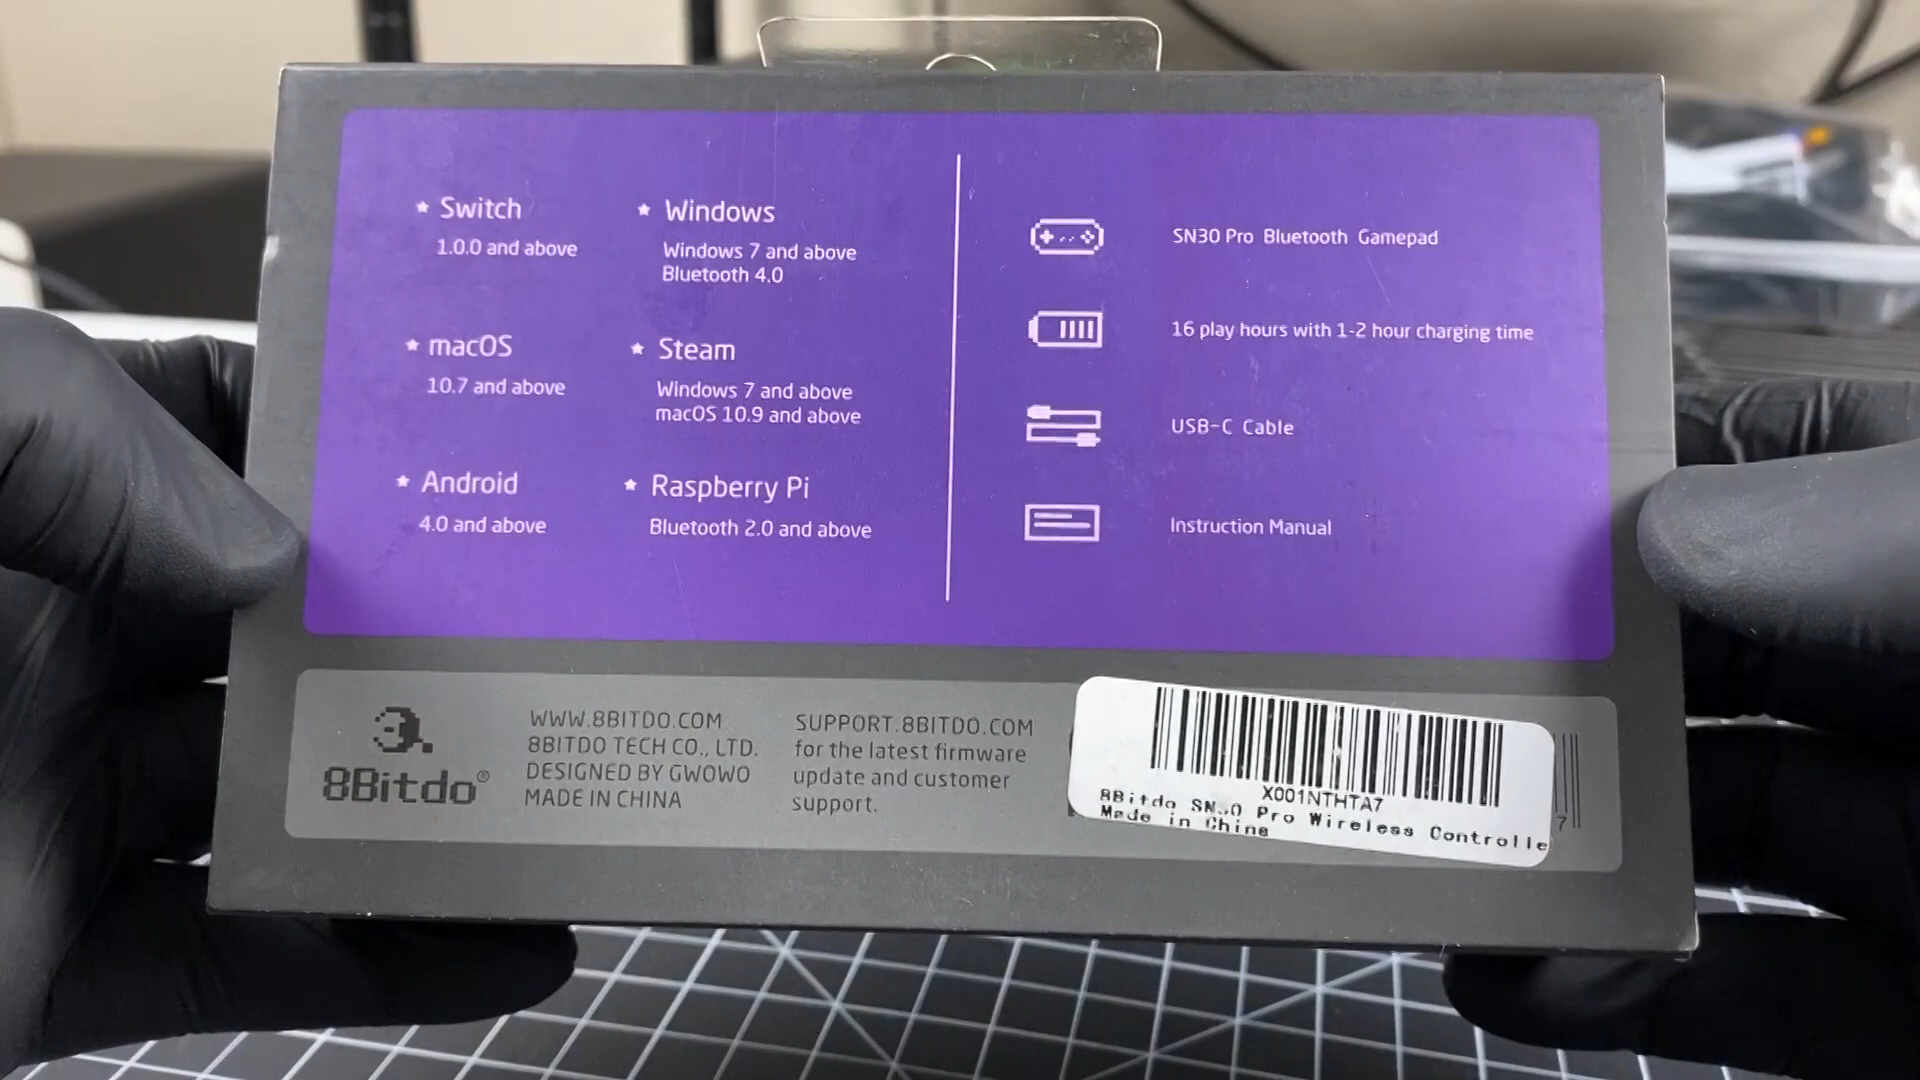 ★ Switch
1.0.0 and above
★ Windows
Windows 7 and above
Bluetooth 4.0
★ macOS
10.7 and above
★ Steam
Windows 7 and above
macOS 10.9 and above
★ Android
4.0 and above
★ Raspberry Pi
Bluetooth 2.0 and above
SN30 Pro Bluetooth Gamepad
16 play hours with 1-2 hour charging time
USB-C Cable
Instruction Manual
8Bitdo®
WWW.8BITDO.COM
8BITDO TECH CO., LTD.
DESIGNED BY GWOWO
MADE IN CHINA
SUPPORT.8BITDO.COM
for the latest firmware
update and customer
support.
X001NTHTA7
8Bitdo Pro Wireless Controlle
Made in China
7